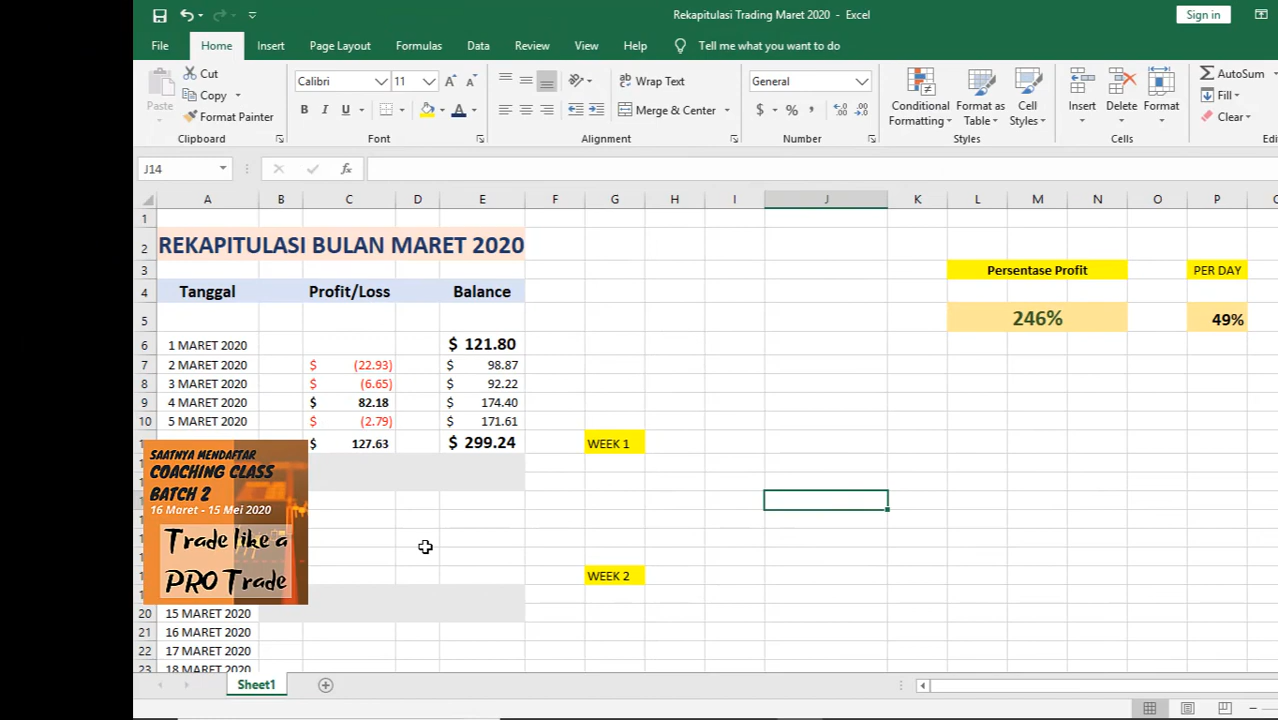 Rekapitulasi Trading Maret 2020 - Excel
Sign in
File Home Insert Page Layout Formulas Data Review View Help Tell me what you want to do
Paste
Cut
Copy
Format Painter
Clipboard
Calibri 11
B I U
Font
Wrap Text
Merge & Center
Alignment
General
$ % ,
Number
Conditional Formatting
Format as Table
Cell Styles
Styles
Insert
Delete
Format
Cells
AutoSum
Fill
Clear
J14
fx
A B C D E F G H I J K L M N O P
1
2 REKAPITULASI BULAN MARET 2020
3 Persentase Profit PER DAY
4 Tanggal Profit/Loss Balance
5 246% 49%
6 1 MARET 2020 $ 121.80
7 2 MARET 2020 $ (22.93) $ 98.87
8 3 MARET 2020 $ (6.65) $ 92.22
9 4 MARET 2020 $ 82.18 $ 174.40
10 5 MARET 2020 $ (2.79) $ 171.61
$ 127.63 $ 299.24 WEEK 1
SAATNYA MENDAFTAR
COACHING CLASS
BATCH 2
16 Maret - 15 Mei 2020
Trade like a
PRO Trade
WEEK 2
20 15 MARET 2020
21 16 MARET 2020
22 17 MARET 2020
23 18 MARET 2020
Sheet1